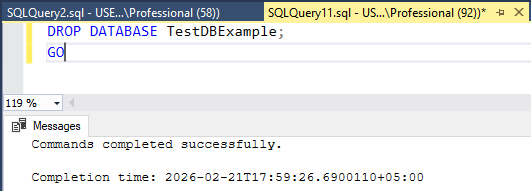 SQLQuery2.sql - USE...\Professional (58))
SQLQuery11.sql - USE...\Professional (92))*
DROP DATABASE TestDBExample;
GO
119 %
Messages
Commands completed successfully.
Completion time: 2026-02-21T17:59:26.6900110+05:00